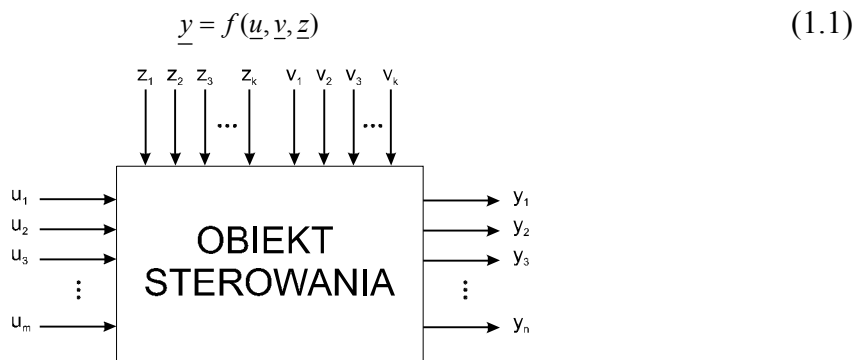 y = f(u, v, z) (1.1)
z₁ z₂ z₃ ... zₖ v₁ v₂ v₃ ... vₖ
u₁
u₂
u₃
⋮
uₘ
OBIEKT
STEROWANIA
y₁
y₂
y₃
⋮
yₙ